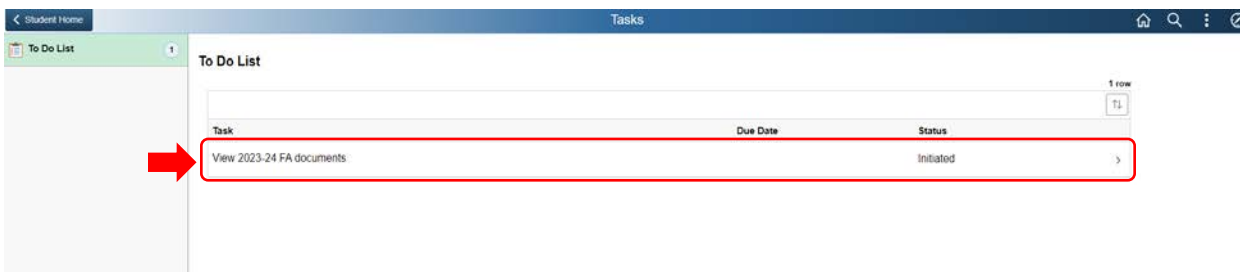 Student Home
Tasks
To Do List
1
To Do List
1 row
Task Due Date Status
View 2023-24 FA documents Initiated